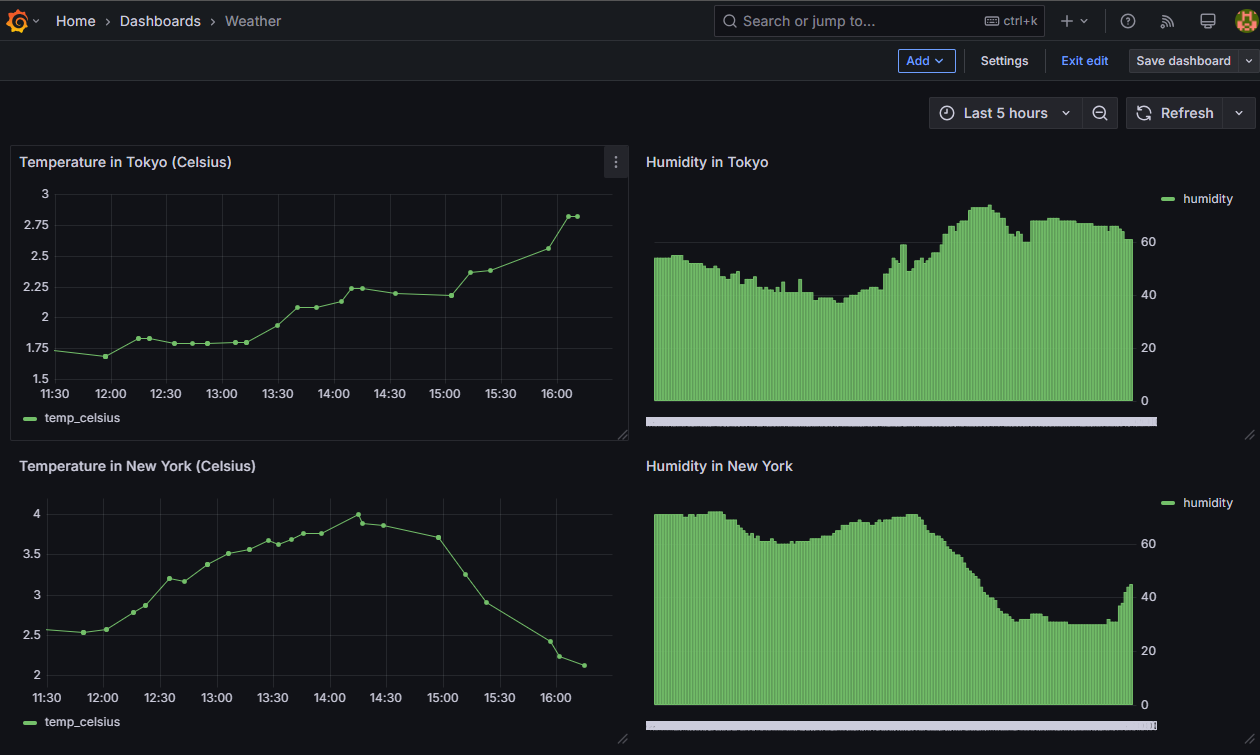 Home › Dashboards › Weather
Search or jump to... ctrl+k
Add Settings Exit edit Save dashboard
Last 5 hours Refresh
Temperature in Tokyo (Celsius)
3
2.75
2.5
2.25
2
1.75
1.5
11:30 12:00 12:30 13:00 13:30 14:00 14:30 15:00 15:30 16:00
temp_celsius
Humidity in Tokyo
humidity
60
40
20
0
Temperature in New York (Celsius)
4
3.5
3
2.5
2
11:30 12:00 12:30 13:00 13:30 14:00 14:30 15:00 15:30 16:00
temp_celsius
Humidity in New York
humidity
60
40
20
0